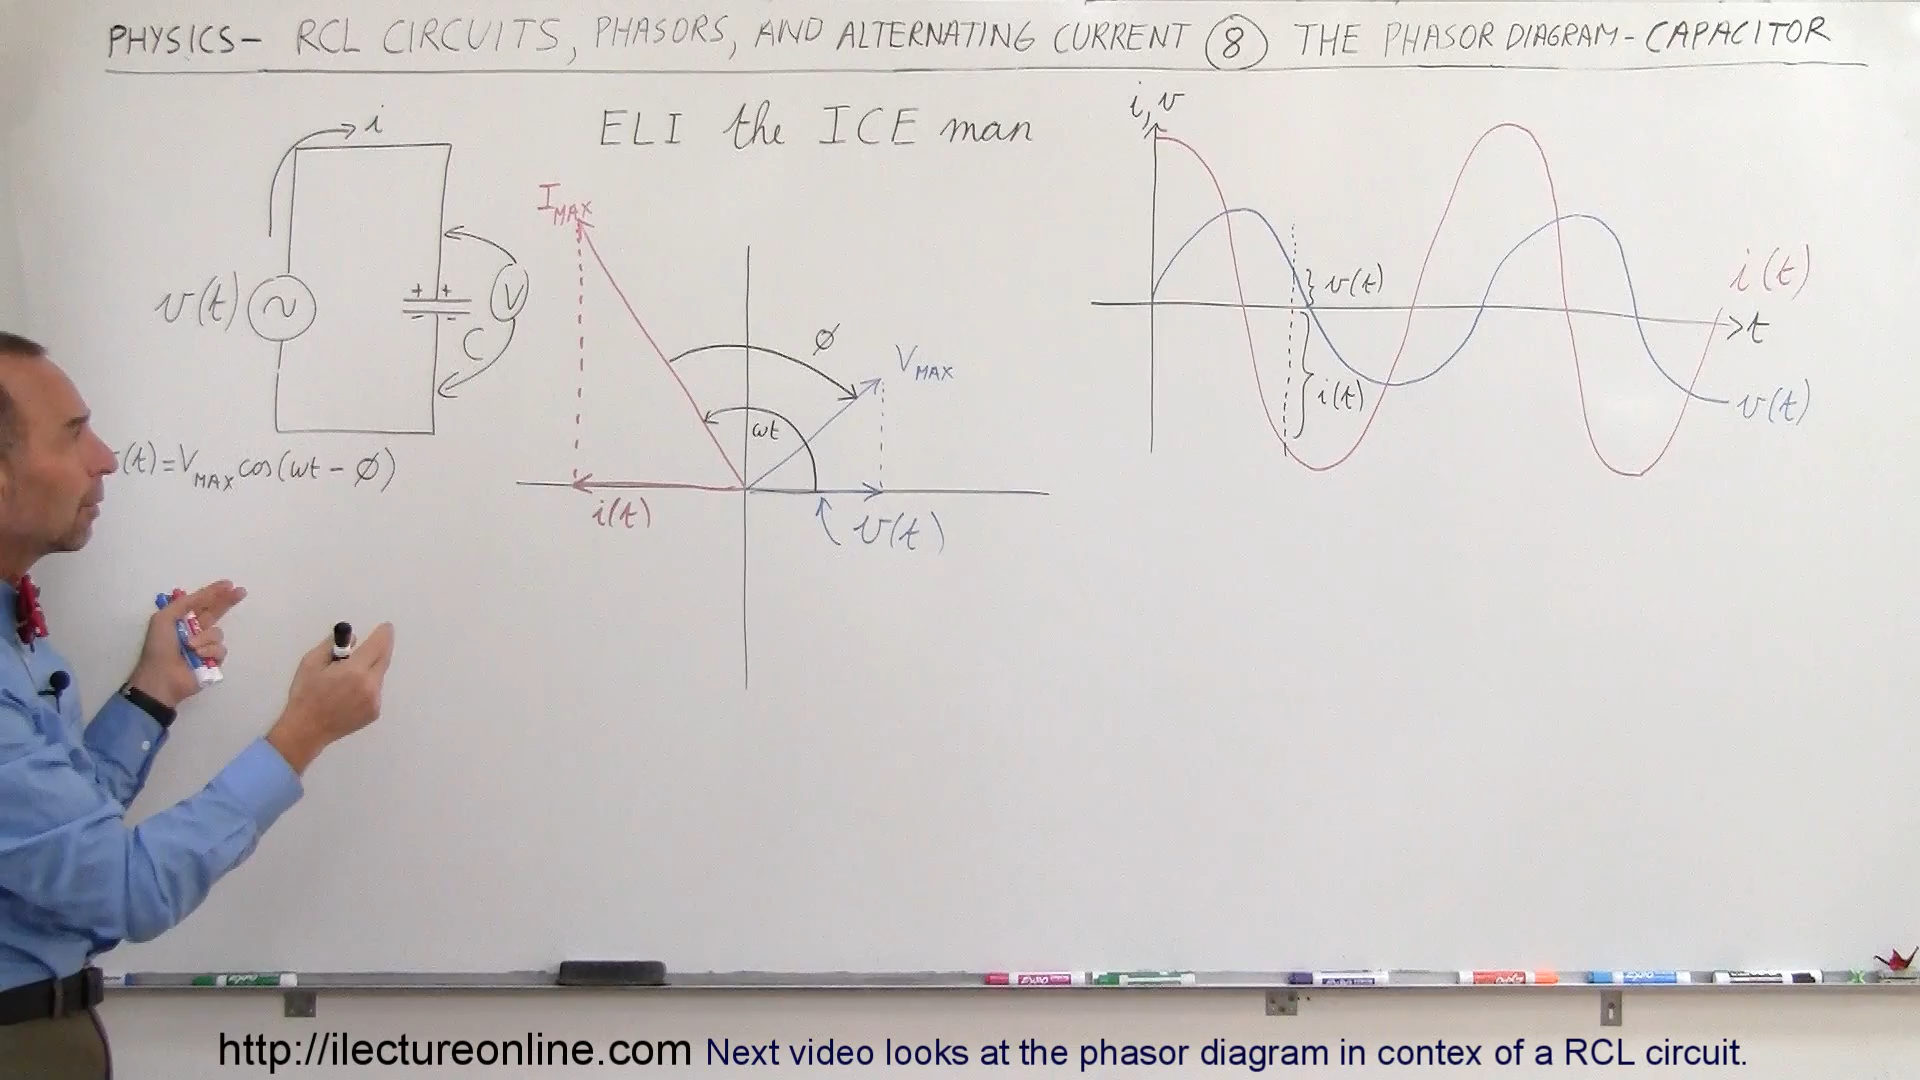 PHYSICS- RCL CIRCUITS, PHASORS, AND ALTERNATING CURRENT 8 THE PHASOR DIAGRAM - CAPACITOR
ELI the ICE man
i
v(t)
~
+ +
- -
C
V
(t) = VMAX cos(ωt - ∅)
IMAX
∅
VMAX
ωt
i(t)
v(t)
i, v
v(t)
i(t)
i(t)
t
v(t)
EXPO
http://ilectureonline.com Next video looks at the phasor diagram in contex of a RCL circuit.